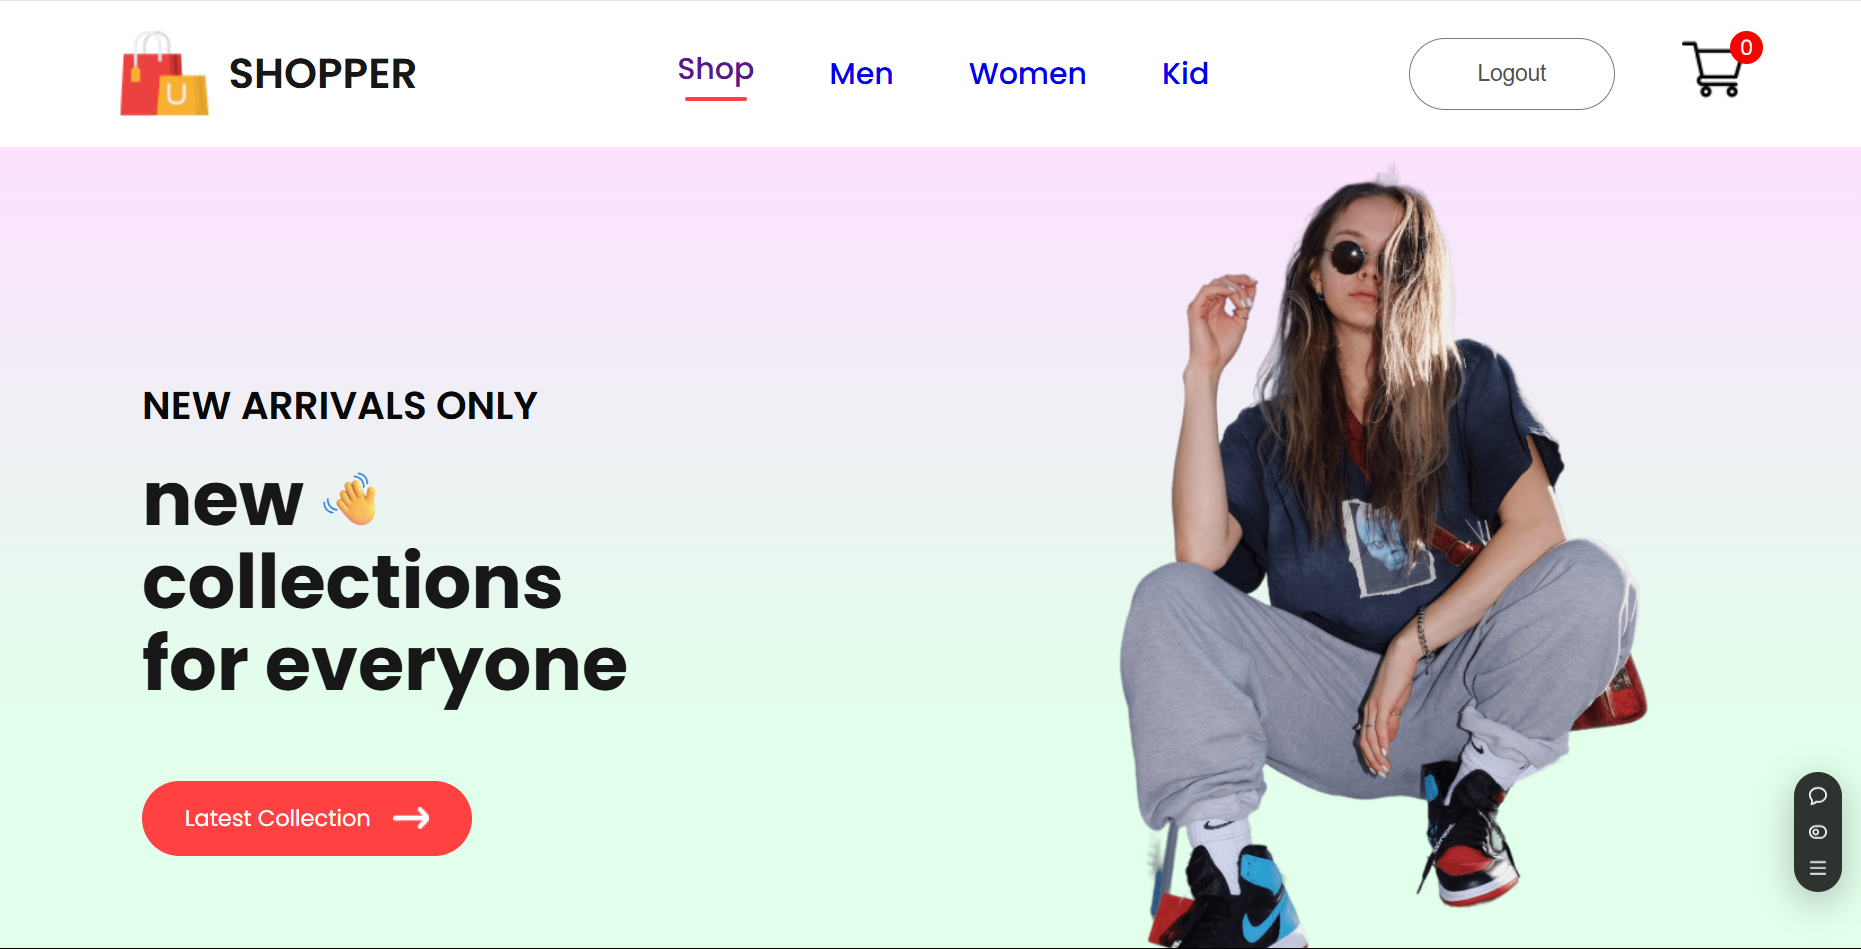 SHOPPER
Shop
Men
Women
Kid
Logout
0
NEW ARRIVALS ONLY
new 👋
collections
for everyone
Latest Collection